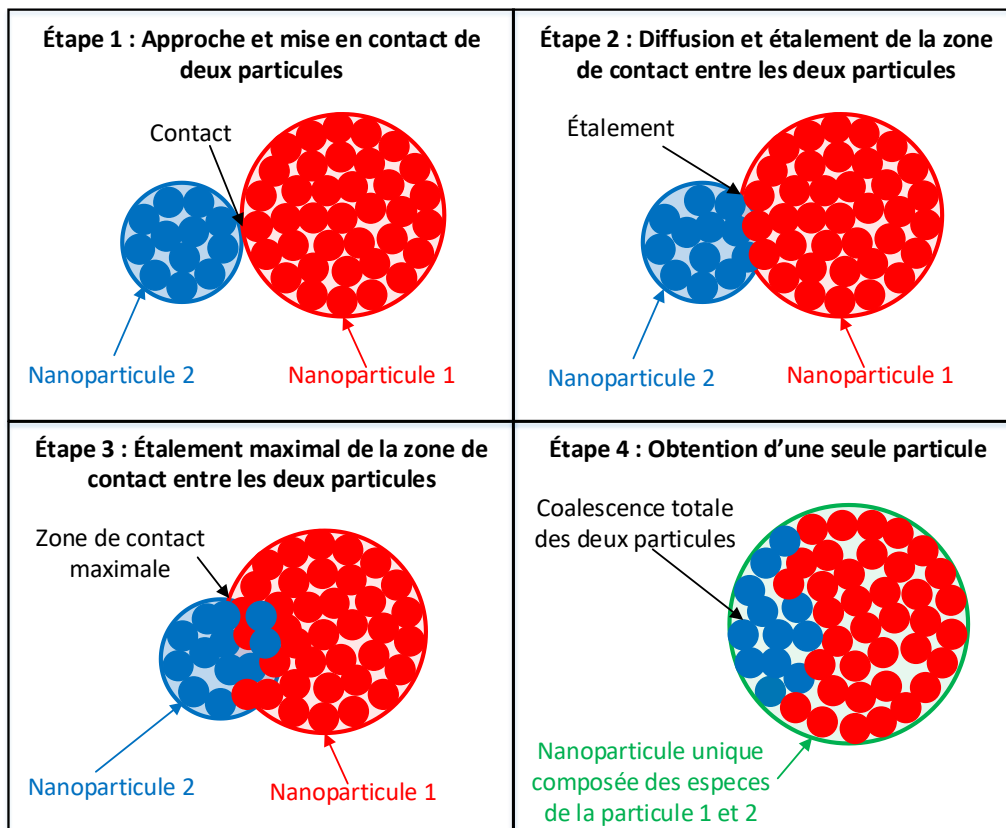 Étape 1 : Approche et mise en contact de
deux particules
Contact
Nanoparticule 2
Nanoparticule 1
Étape 2 : Diffusion et étalement de la zone
de contact entre les deux particules
Étalement
Nanoparticule 2
Nanoparticule 1
Étape 3 : Étalement maximal de la zone de
contact entre les deux particules
Zone de contact
maximale
Nanoparticule 2
Nanoparticule 1
Étape 4 : Obtention d’une seule particule
Coalescence totale
des deux particules
Nanoparticule unique
composée des especes
de la particule 1 et 2